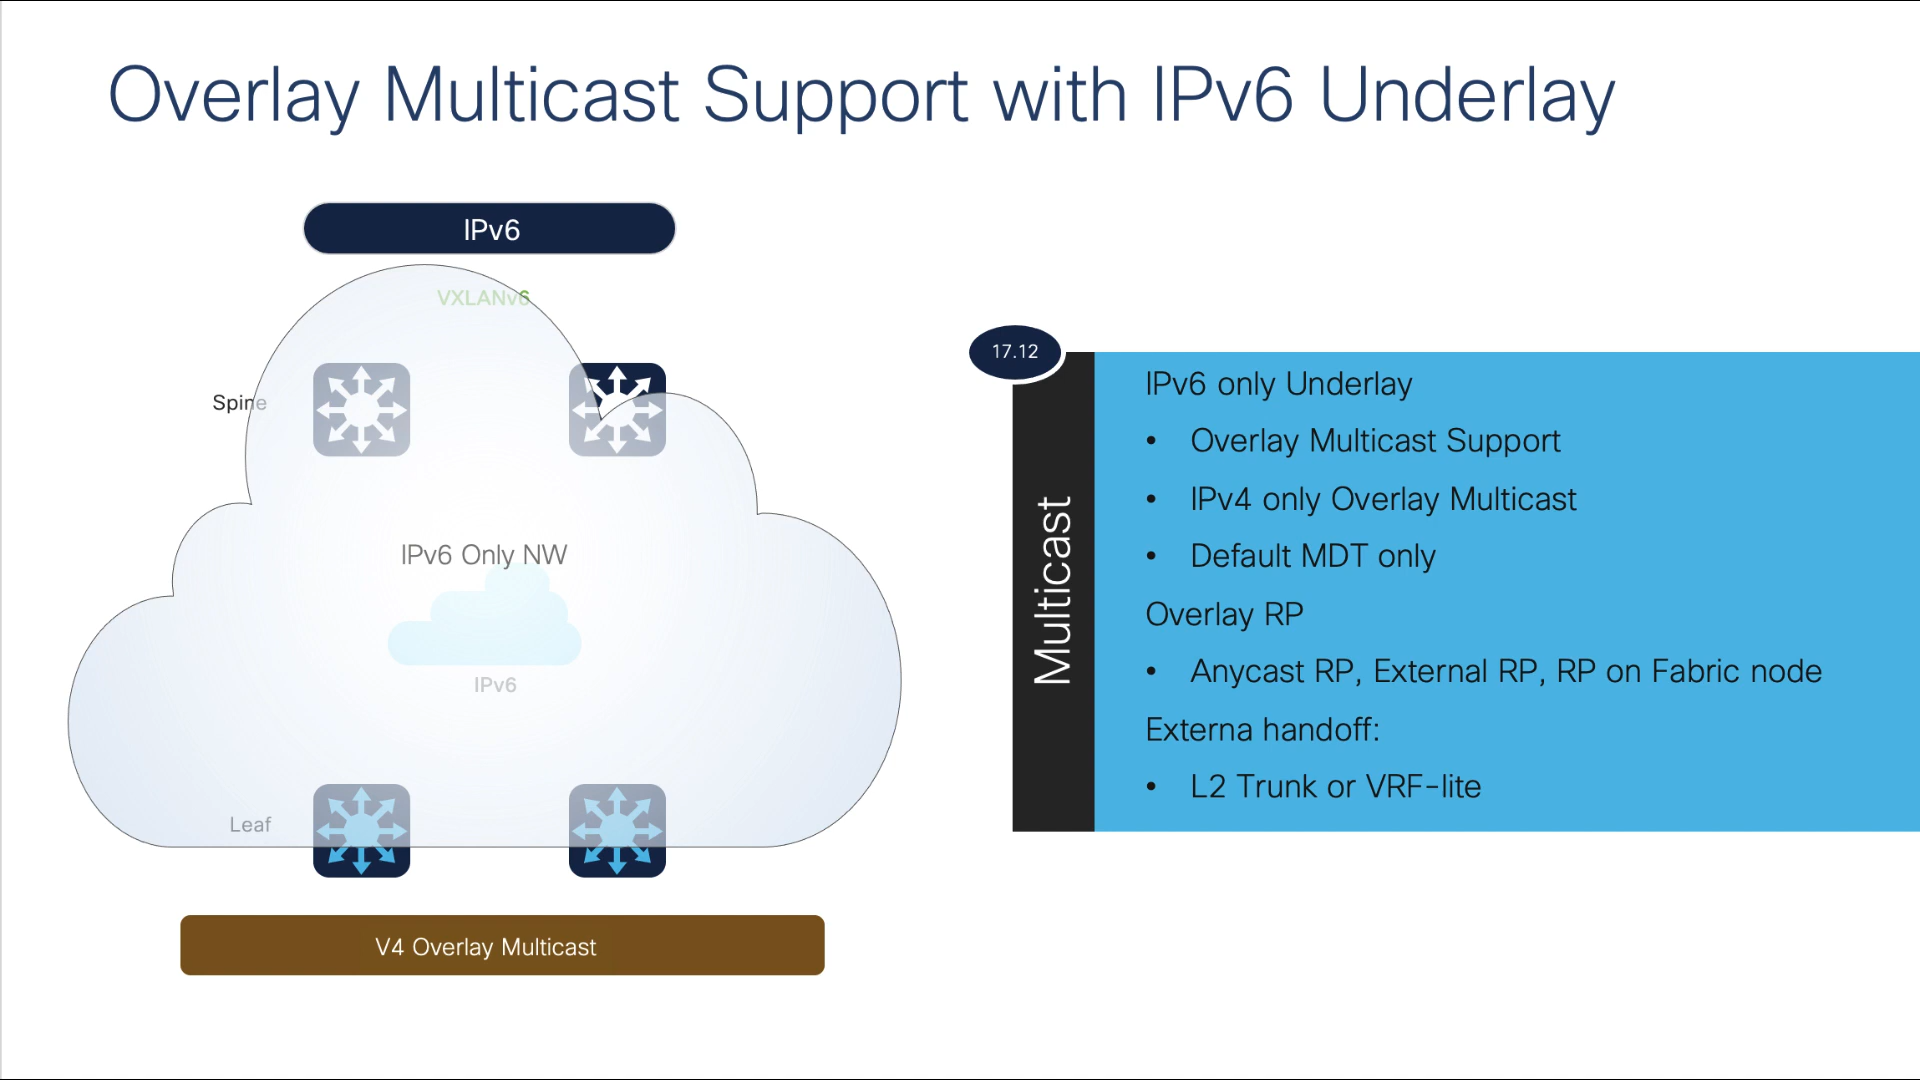 Overlay Multicast Support with IPv6 Underlay
IPv6
VXLANv6
Spine
IPv6 Only NW
IPv6
Leaf
V4 Overlay Multicast
17.12
Multicast
IPv6 only Underlay
• Overlay Multicast Support
• IPv4 only Overlay Multicast
• Default MDT only
Overlay RP
• Anycast RP, External RP, RP on Fabric node
Externa handoff:
• L2 Trunk or VRF-lite